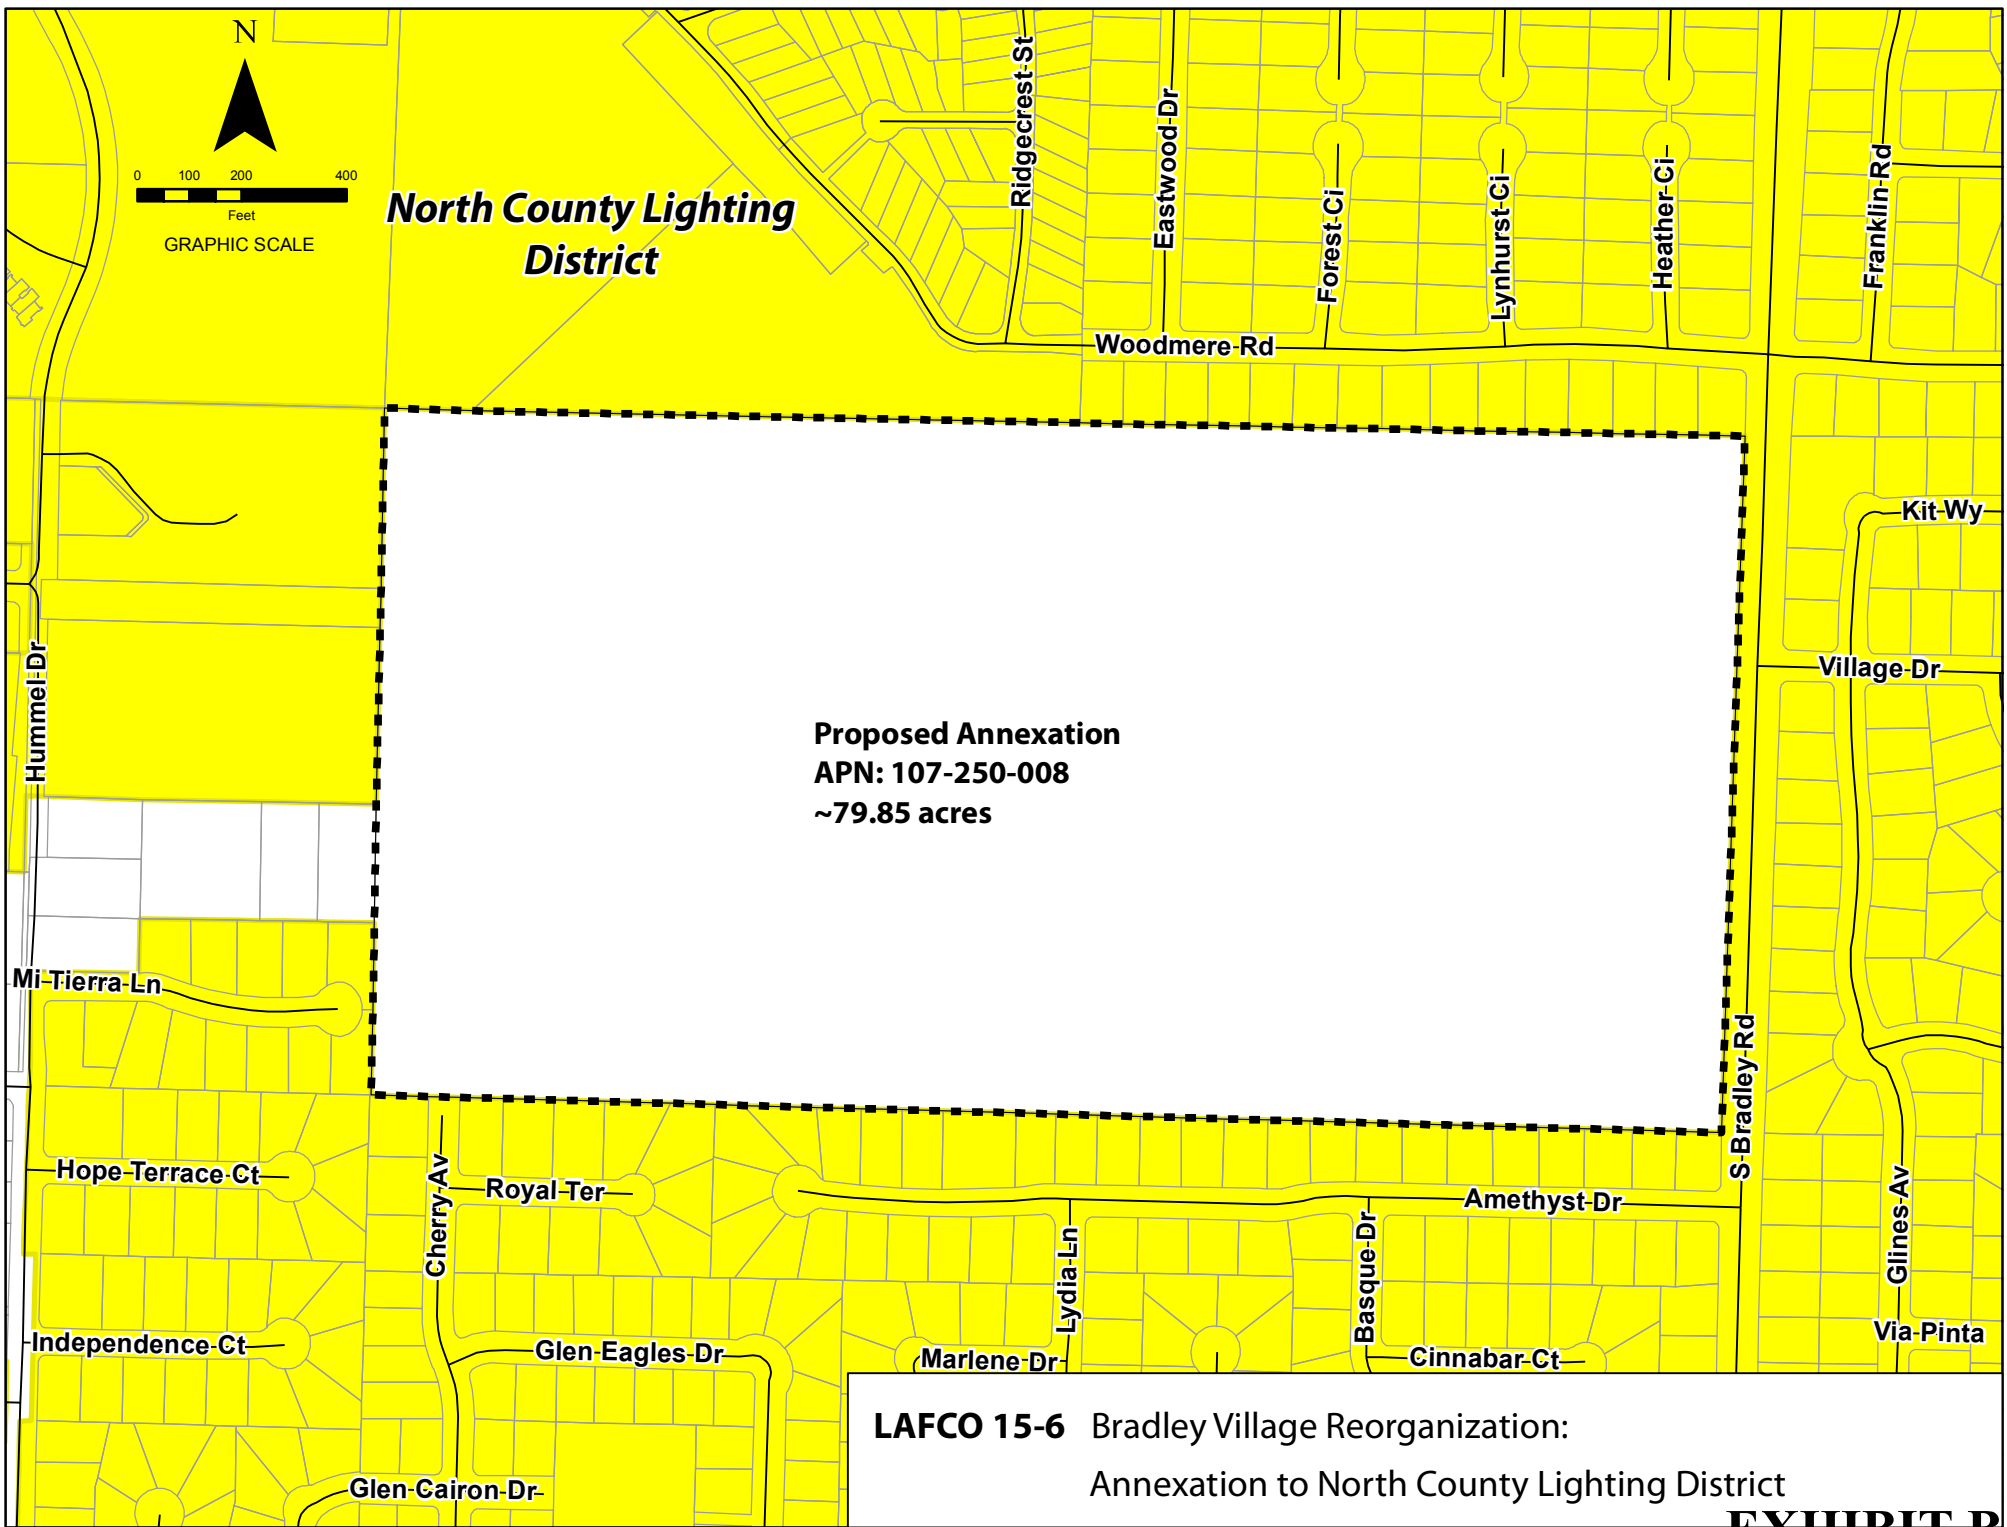 N
0 100 200 400
Feet
GRAPHIC SCALE
North County Lighting
District
Ridgecrest St
Eastwood Dr
Forest Ci
Lynhurst Ci
Heather Ci
Franklin Rd
Woodmere Rd
Kit Wy
Village Dr
Hummel Dr
Proposed Annexation
APN: 107-250-008
~79.85 acres
Mi Tierra Ln
S Bradley Rd
Hope Terrace Ct
Cherry Av
Royal Ter
Amethyst Dr
Lydia Ln
Basque Dr
Glines Av
Independence Ct
Glen Eagles Dr
Marlene Dr
Cinnabar Ct
Via Pinta
Glen Cairon Dr
LAFCO 15-6 Bradley Village Reorganization:
Annexation to North County Lighting District
EXHIBIT